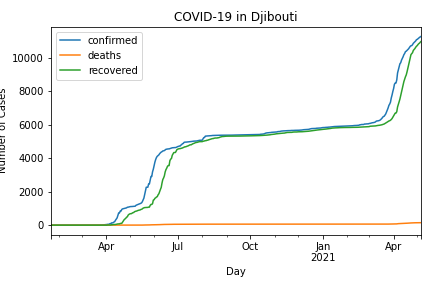 COVID-19 in Djibouti
confirmed
deaths
recovered
Number of Cases
10000
8000
6000
4000
2000
0
Apr
Jul
Oct
Jan
2021
Apr
Day